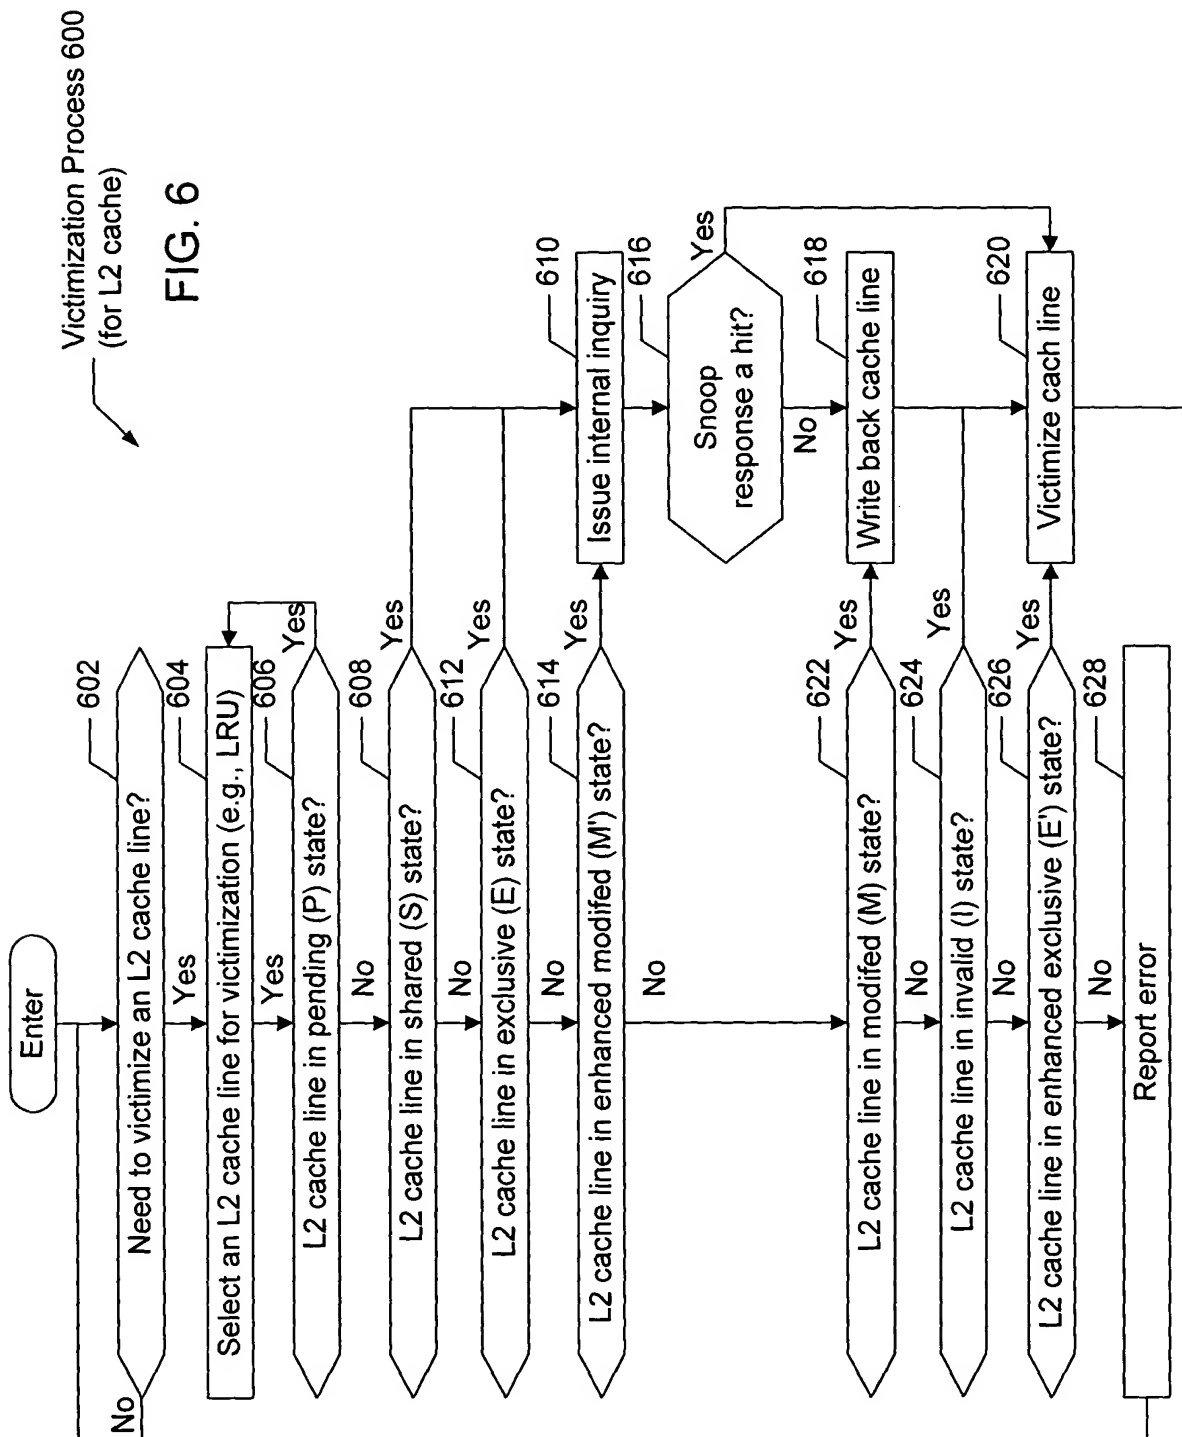 Victimization Process 600
(for L2 cache)
FIG. 6
Enter
602
Need to victimize an L2 cache line?
No
Yes
604
Select an L2 cache line for victimization (e.g., LRU)
Yes
606
L2 cache line in pending (P) state?
Yes
No
608
L2 cache line in shared (S) state?
Yes
No
612
L2 cache line in exclusive (E) state?
Yes
No
614
L2 cache line in enhanced modifed (M') state?
Yes
No
610
Issue internal inquiry
616
Snoop
response a hit?
Yes
No
618
Write back cache line
620
Victimize cach line
622
L2 cache line in modifed (M) state?
Yes
No
624
L2 cache line in invalid (I) state?
Yes
No
626
L2 cache line in enhanced exclusive (E') state?
Yes
No
628
Report error